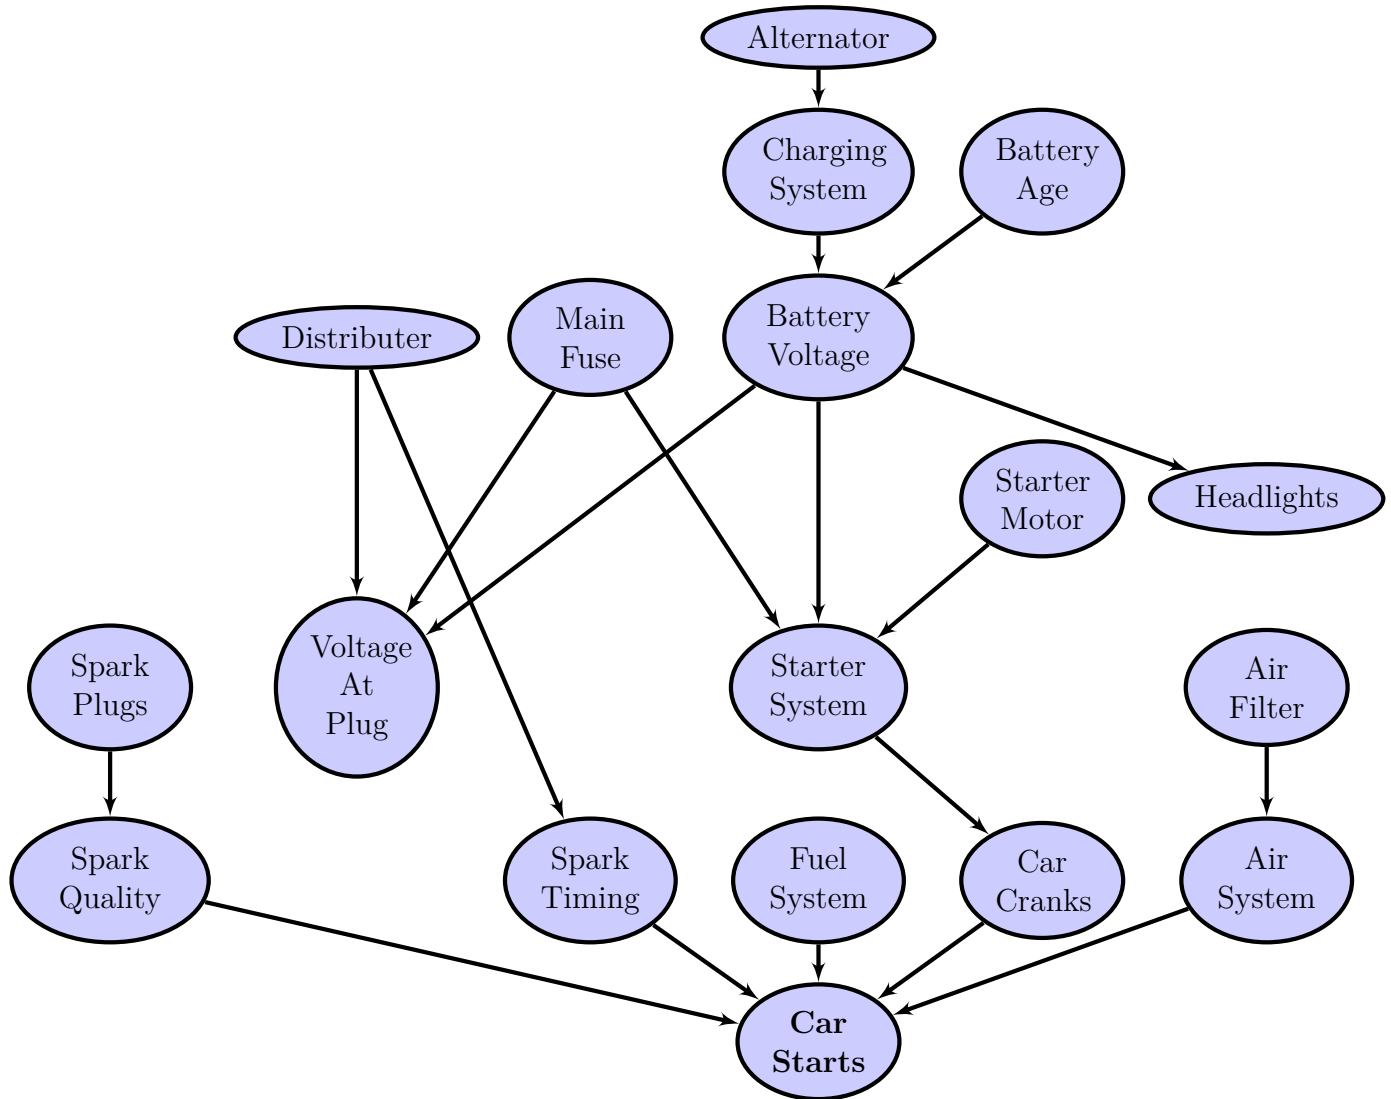 Alternator
Charging
System
Battery
Age
Distributer
Main
Fuse
Battery
Voltage
Starter
Motor
Headlights
Spark
Plugs
Voltage
At
Plug
Starter
System
Air
Filter
Spark
Quality
Spark
Timing
Fuel
System
Car
Cranks
Air
System
Car
Starts